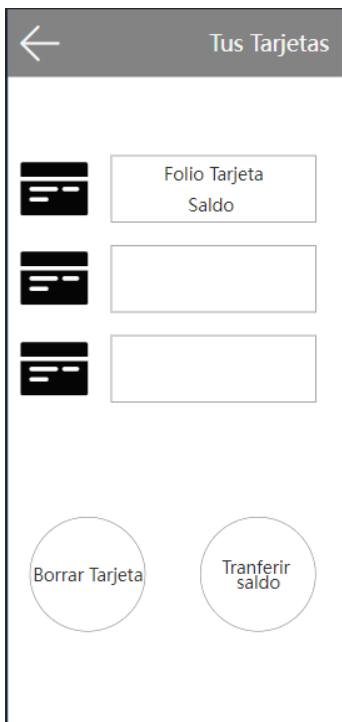 Tus Tarjetas
Folio Tarjeta
Saldo
Borrar Tarjeta
Tranferir
saldo